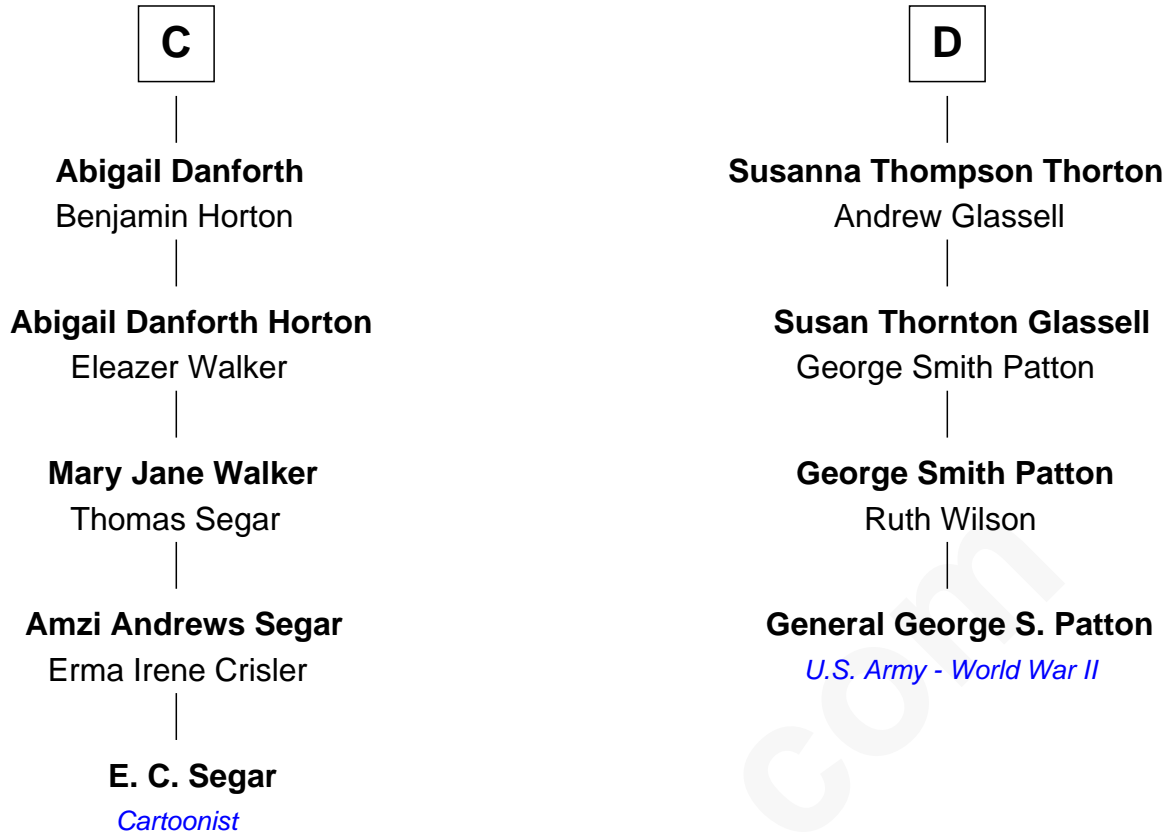 C
Abigail Danforth
Benjamin Horton
Abigail Danforth Horton
Eleazer Walker
Mary Jane Walker
Thomas Segar
Amzi Andrews Segar
Erma Irene Crisler
E. C. Segar
Cartoonist
D
Susanna Thompson Thorton
Andrew Glassell
Susan Thornton Glassell
George Smith Patton
George Smith Patton
Ruth Wilson
General George S. Patton
U.S. Army - World War II
com